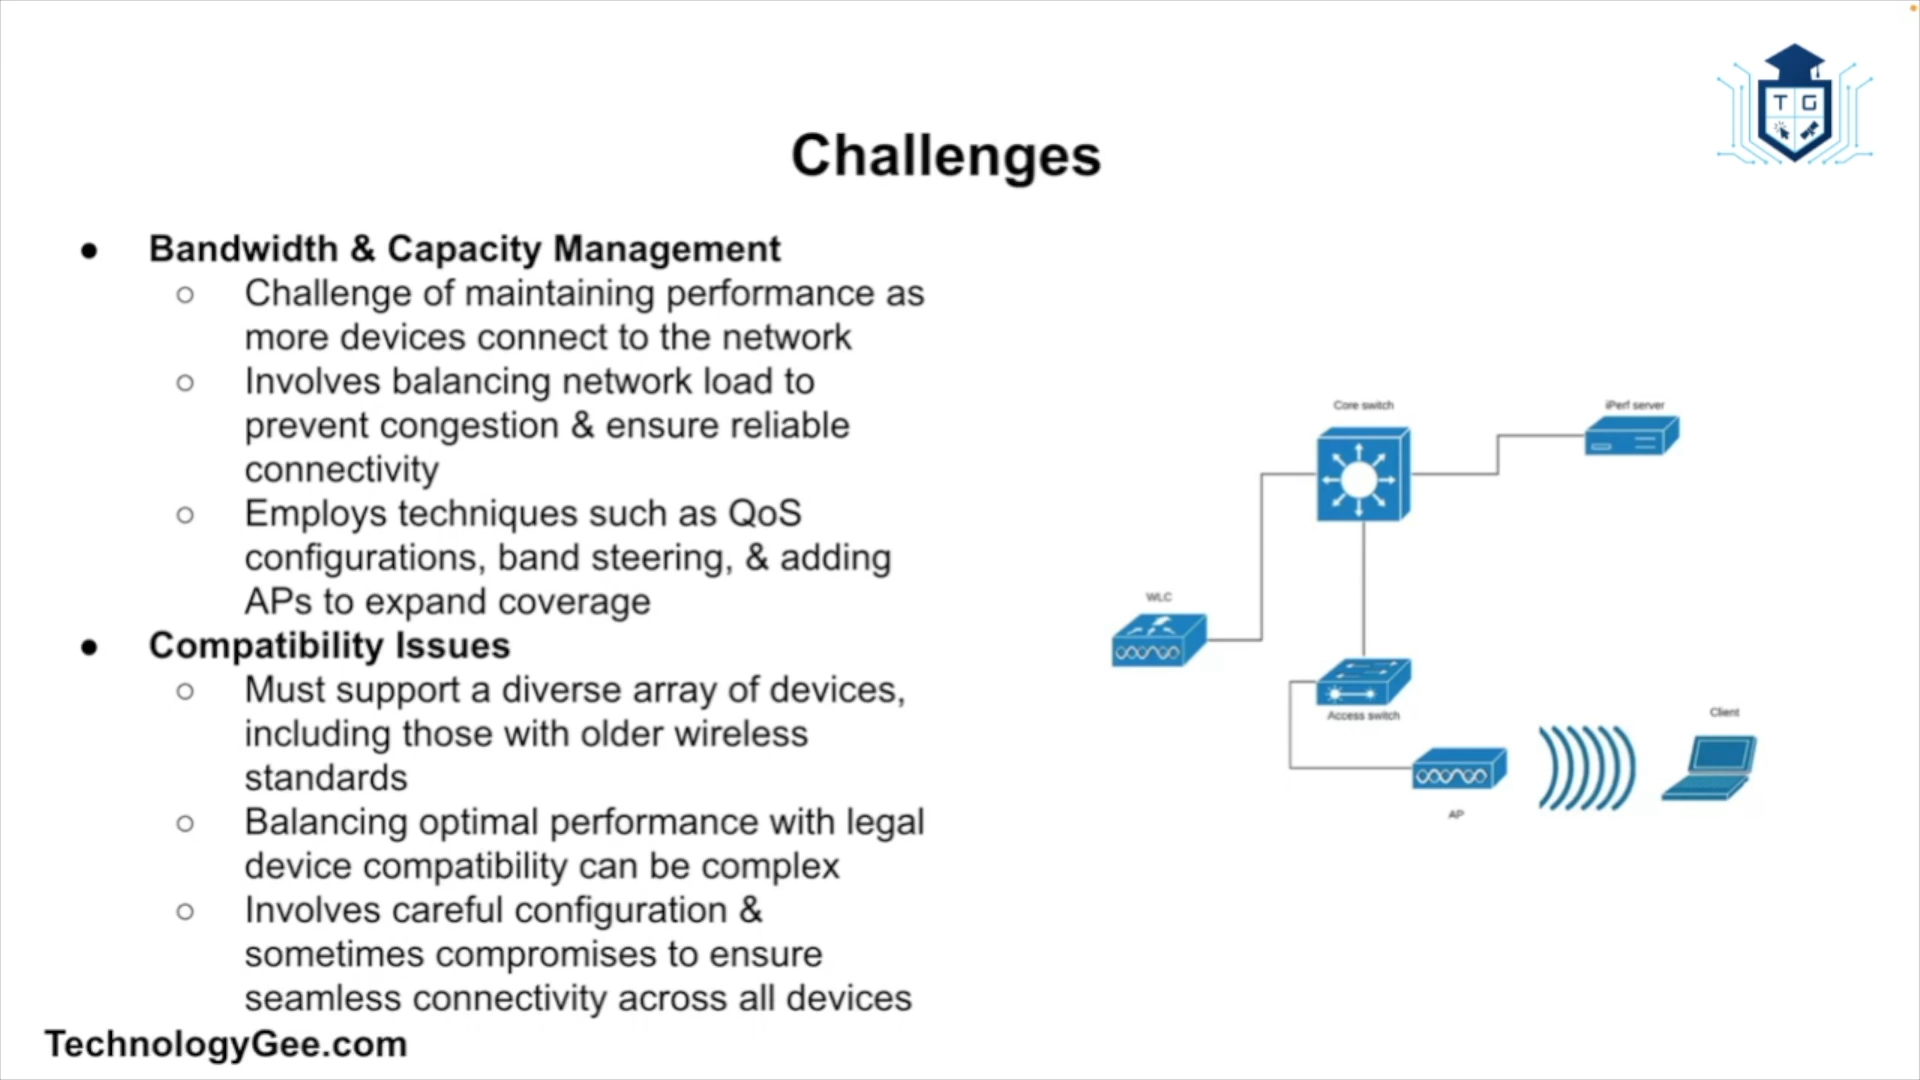 T G
Challenges
● Bandwidth & Capacity Management
○ Challenge of maintaining performance as
more devices connect to the network
○ Involves balancing network load to
prevent congestion & ensure reliable
connectivity
○ Employs techniques such as QoS
configurations, band steering, & adding
APs to expand coverage
● Compatibility Issues
○ Must support a diverse array of devices,
including those with older wireless
standards
○ Balancing optimal performance with legal
device compatibility can be complex
○ Involves careful configuration &
sometimes compromises to ensure
seamless connectivity across all devices
TechnologyGee.com
Core switch
iPerf server
WLC
Access switch
Client
AP